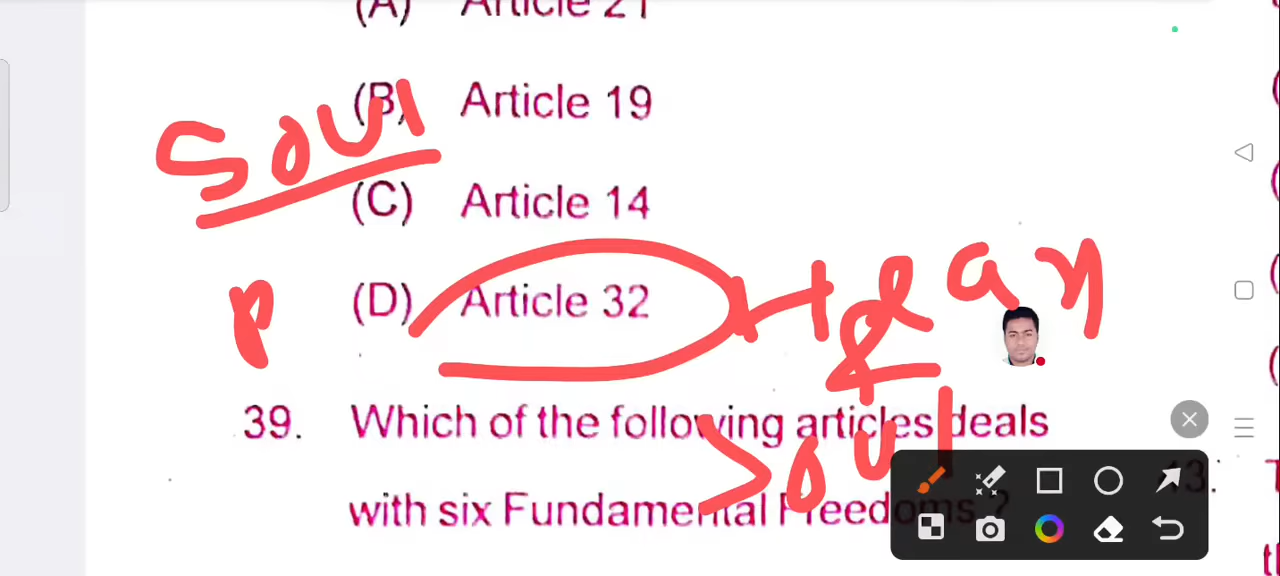 (A) Article 21
(B) Article 19
soul
(C) Article 14
(D) Article 32
P
&
39. Which of the following articles deals
soul
with six Fundamental Freedoms ?